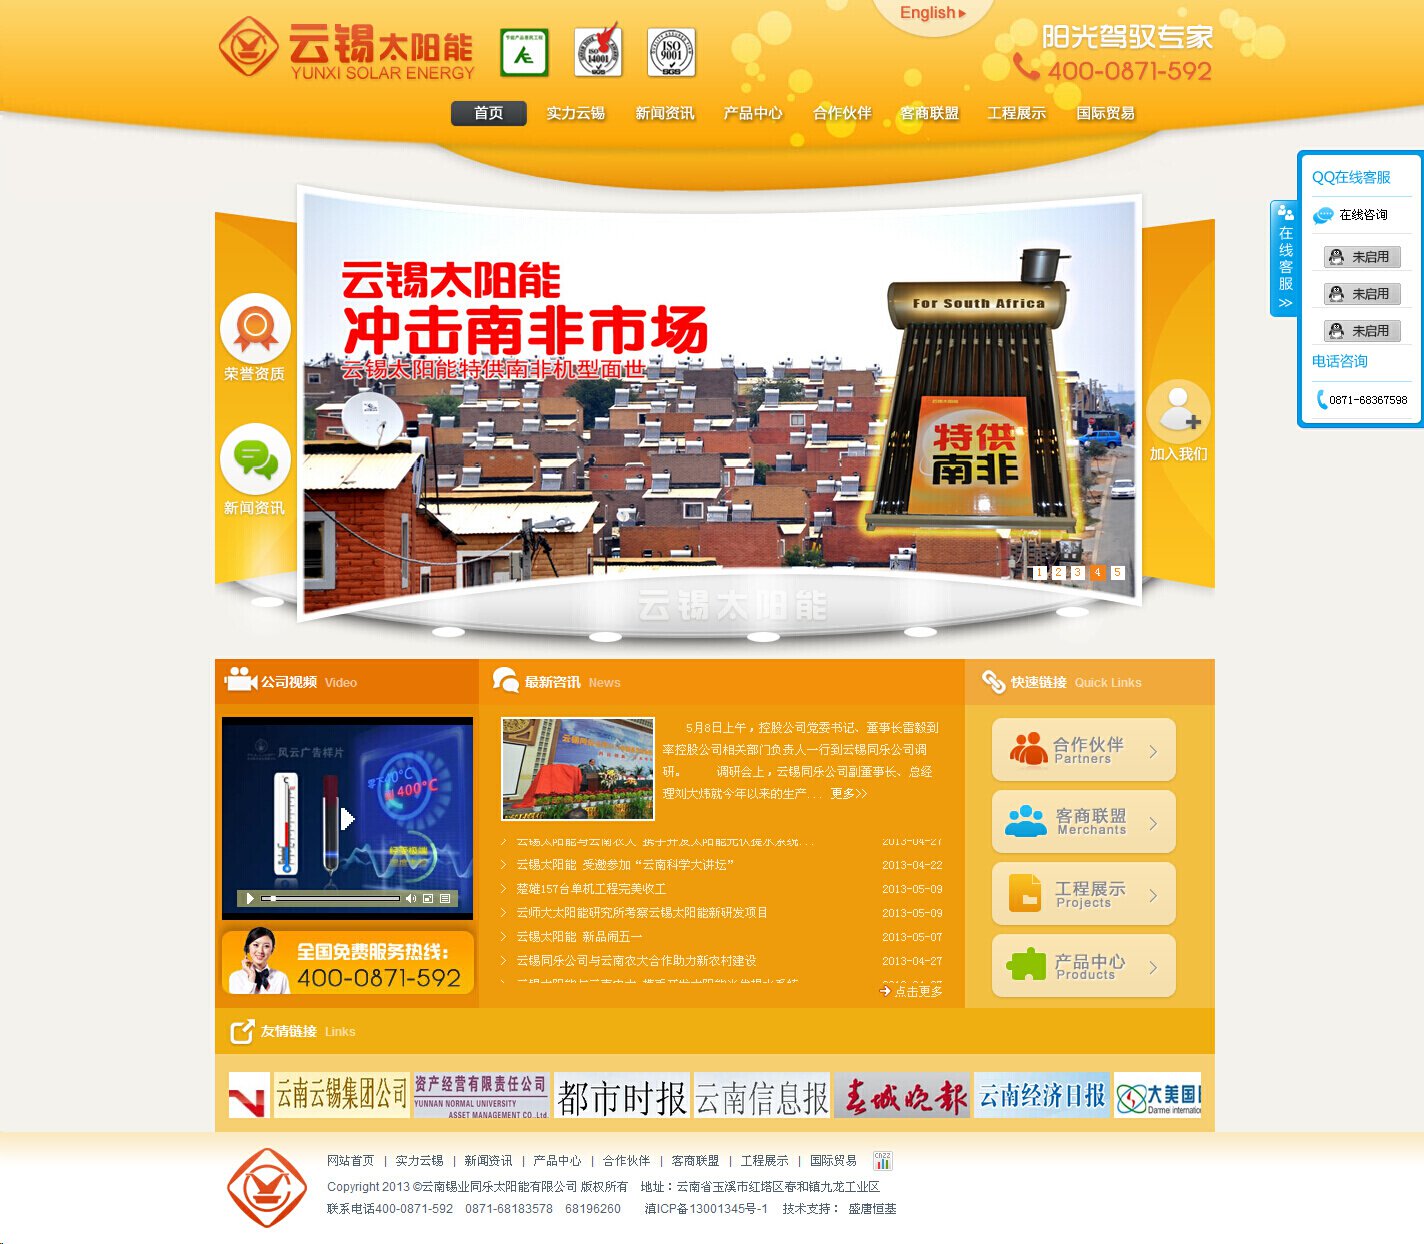 English
云锡太阳能
YUNXI SOLAR ENERGY
节能产品惠民工程
ISO 14001
SGS
ISO 9001
SGS
阳光驾驭专家
400-0871-592
首页 实力云锡 新闻资讯 产品中心 合作伙伴 客商联盟 工程展示 国际贸易
QQ在线客服
在线咨询
未启用
未启用
未启用
电话咨询
0871-68367598
在线客服
荣誉资质
新闻资讯
云锡太阳能
冲击南非市场
云锡太阳能特供南非机型面世
For South Africa
特供
南非
加入我们
1 2 3 4 5
云锡太阳能
公司视频 Video
风云广告样片
℃
400℃
全国免费服务热线:
400-0871-592
最新咨讯 News
5月8日上午，控股公司党委书记、董事长雷毅到
率控股公司相关部门负责人一行到云锡同乐公司调
研。 调研会上，云锡同乐公司副董事长、总经
理刘大炜就今年以来的生产... 更多>>
2013-04-27
云锡太阳能 受邀参加“云南科学大讲坛” 2013-04-22
楚雄157台单机工程完美收工 2013-05-09
云师大太阳能研究所考察云锡太阳能新研发项目 2013-05-09
云锡太阳能 新品闹五一 2013-05-07
云锡同乐公司与云南农大合作助力新农村建设 2013-04-27
点击更多
快速链接 Quick Links
合作伙伴
Partners
客商联盟
Merchants
工程展示
Projects
产品中心
Products
友情链接 Links
云南云锡集团公司
资产经营有限责任公司
YUNNAN NORMAL UNIVERSITY
ASSET MANAGEMENT CO.,Ltd.
都市时报
云南信息报
春城晚报
云南经济日报
大美国际
Darmei internation
网站首页 | 实力云锡 | 新闻资讯 | 产品中心 | 合作伙伴 | 客商联盟 | 工程展示 | 国际贸易
CNZZ
Copyright 2013 ©云南锡业同乐太阳能有限公司 版权所有 地址：云南省玉溪市红塔区春和镇九龙工业区
联系电话400-0871-592 0871-68183578 68196260 滇ICP备13001345号-1 技术支持： 盛唐恒基